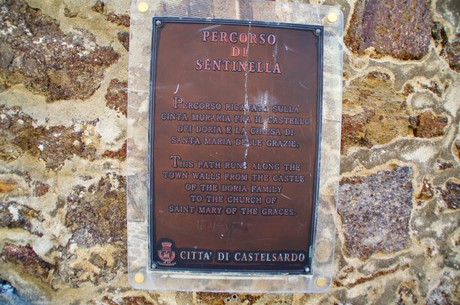 PERCORSO
DI
SENTINELLA
PERCORSO RICAVATO SULLA
CINTA MURARIA FRA IL CASTELLO
DEI DORIA E LA CHIESA DI
SANTA MARIA DELLE GRAZIE.
THIS PATH RUNS ALONG THE
TOWN WALLS FROM THE CASTLE
OF THE DORIA FAMILY
TO THE CHURCH OF
SAINT MARY OF THE GRACES.
CITTA' DI CASTELSARDO